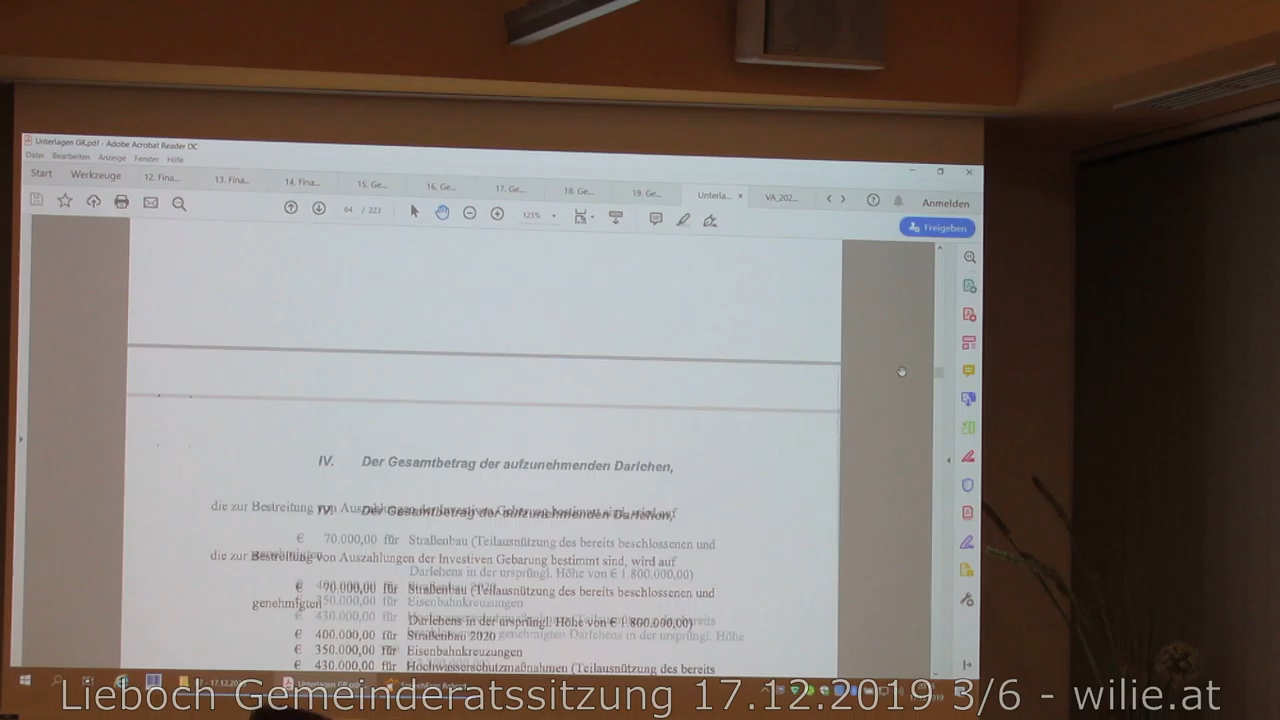 Unterlagen GR.pdf - Adobe Acrobat Reader DC
Datei Bearbeiten Anzeige Fenster Hilfe
Start Werkzeuge 12. Fina... 13. Fina... 14. Fina... 15. Ge... 16. Ge... 17. Ge... 18. Ge... 19. Ge... Unterla... × VA_202... Anmelden
64 / 223 125%
Freigeben
IV. Der Gesamtbetrag der aufzunehmenden Darlehen,
die zur Bestreitung von Auszahlungen der Investiven Gebarung bestimmt sind, wird auf
€ 70.000,00 für Straßenbau (Teilausnützung des bereits beschlossenen und
genehmigten
Darlehens in der ursprüngl. Höhe von € 1.800.000,00)
€ 400.000,00 für Straßenbau 2020
€ 350.000,00 für Eisenbahnkreuzungen
€ 430.000,00 für Hochwasserschutzmaßnahmen (Teilausnützung des bereits
Lieboch Gemeinderatssitzung 17.12.2019 3/6 - wilie.at